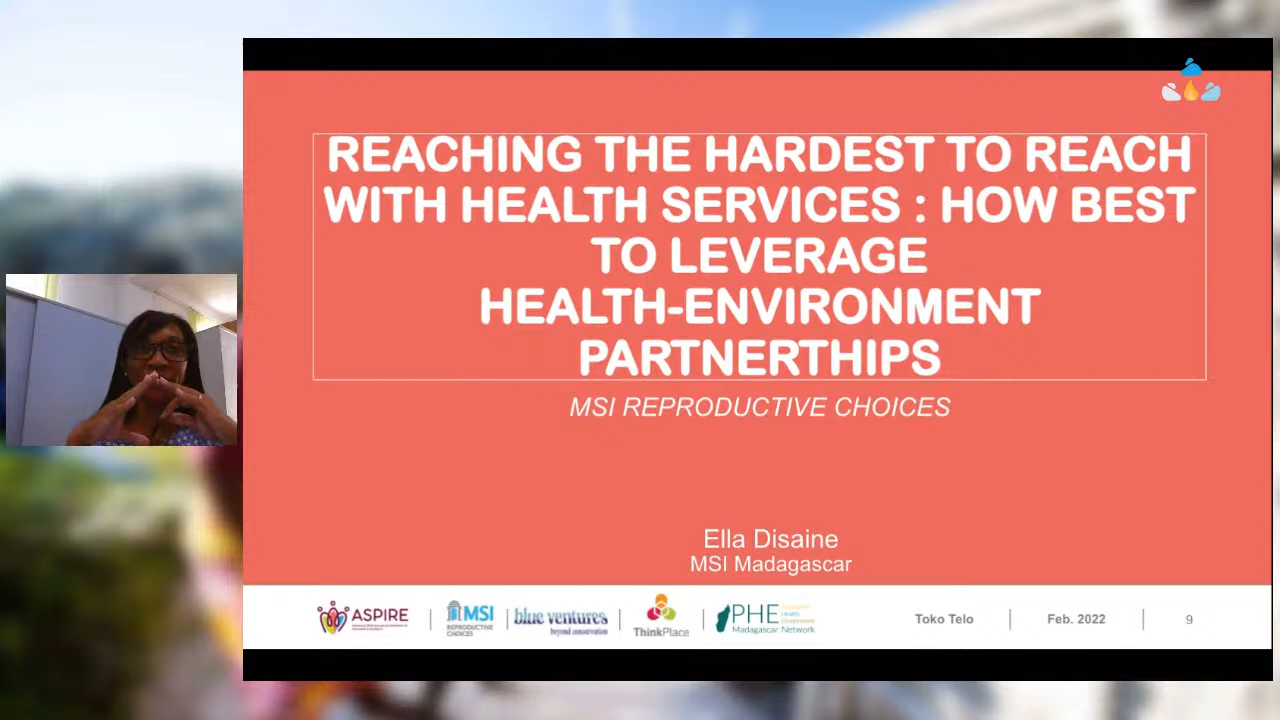 REACHING THE HARDEST TO REACH
WITH HEALTH SERVICES : HOW BEST
TO LEVERAGE
HEALTH-ENVIRONMENT
PARTNERTHIPS
MSI REPRODUCTIVE CHOICES
Ella Disaine
MSI Madagascar
ASPIRE
MSI
REPRODUCTIVE
CHOICES
blue ventures
beyond conservation
ThinkPlace
PHE
Health
Madagascar Network
Toko Telo
Feb. 2022
9